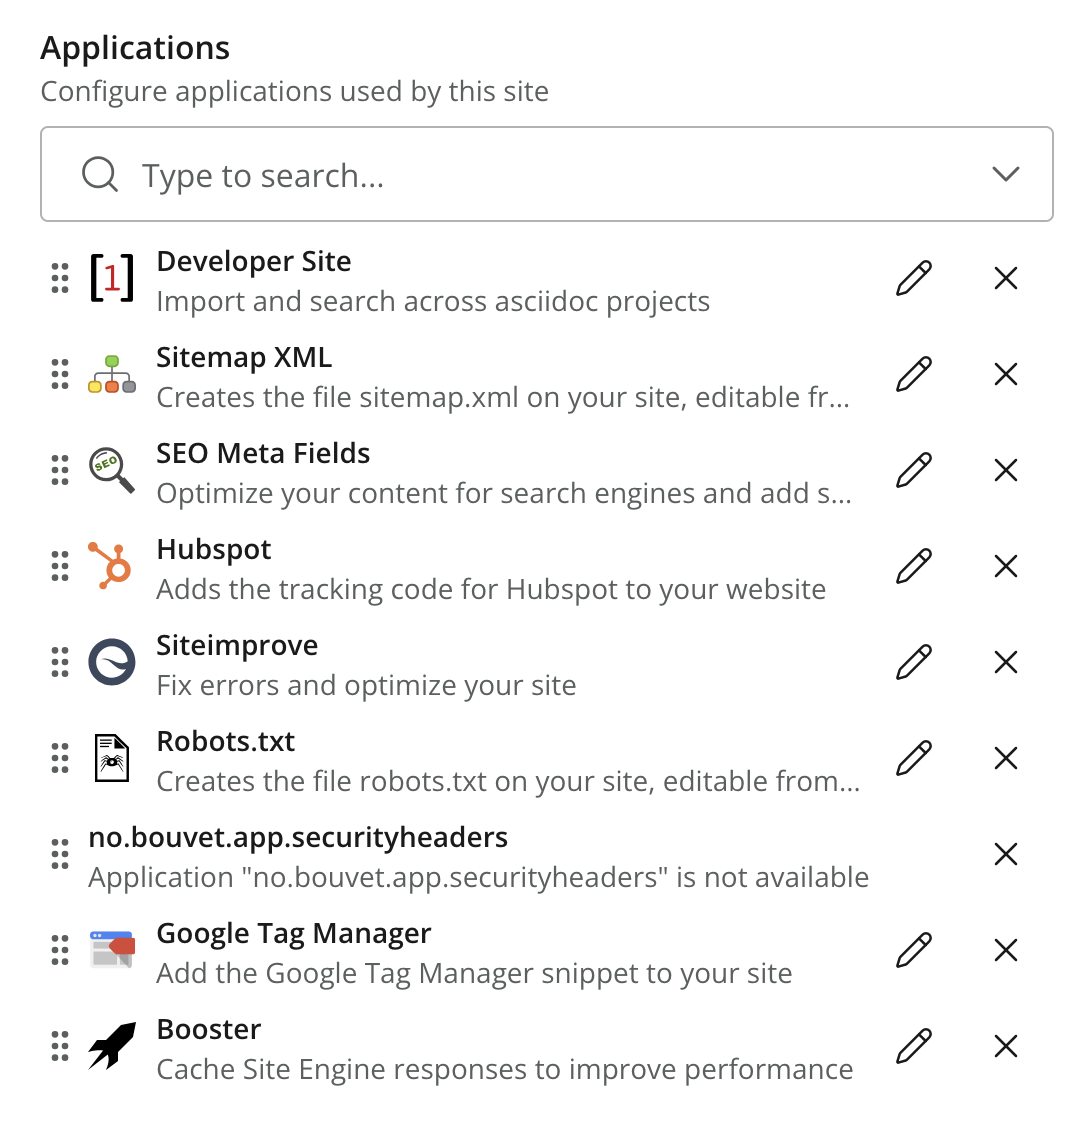 Applications
Configure applications used by this site
Type to search...
[1]
Developer Site
Import and search across asciidoc projects
Sitemap XML
Creates the file sitemap.xml on your site, editable fr...
SEO
SEO Meta Fields
Optimize your content for search engines and add s...
Hubspot
Adds the tracking code for Hubspot to your website
Siteimprove
Fix errors and optimize your site
Robots.txt
Creates the file robots.txt on your site, editable from...
no.bouvet.app.securityheaders
Application "no.bouvet.app.securityheaders" is not available
Google Tag Manager
Add the Google Tag Manager snippet to your site
Booster
Cache Site Engine responses to improve performance